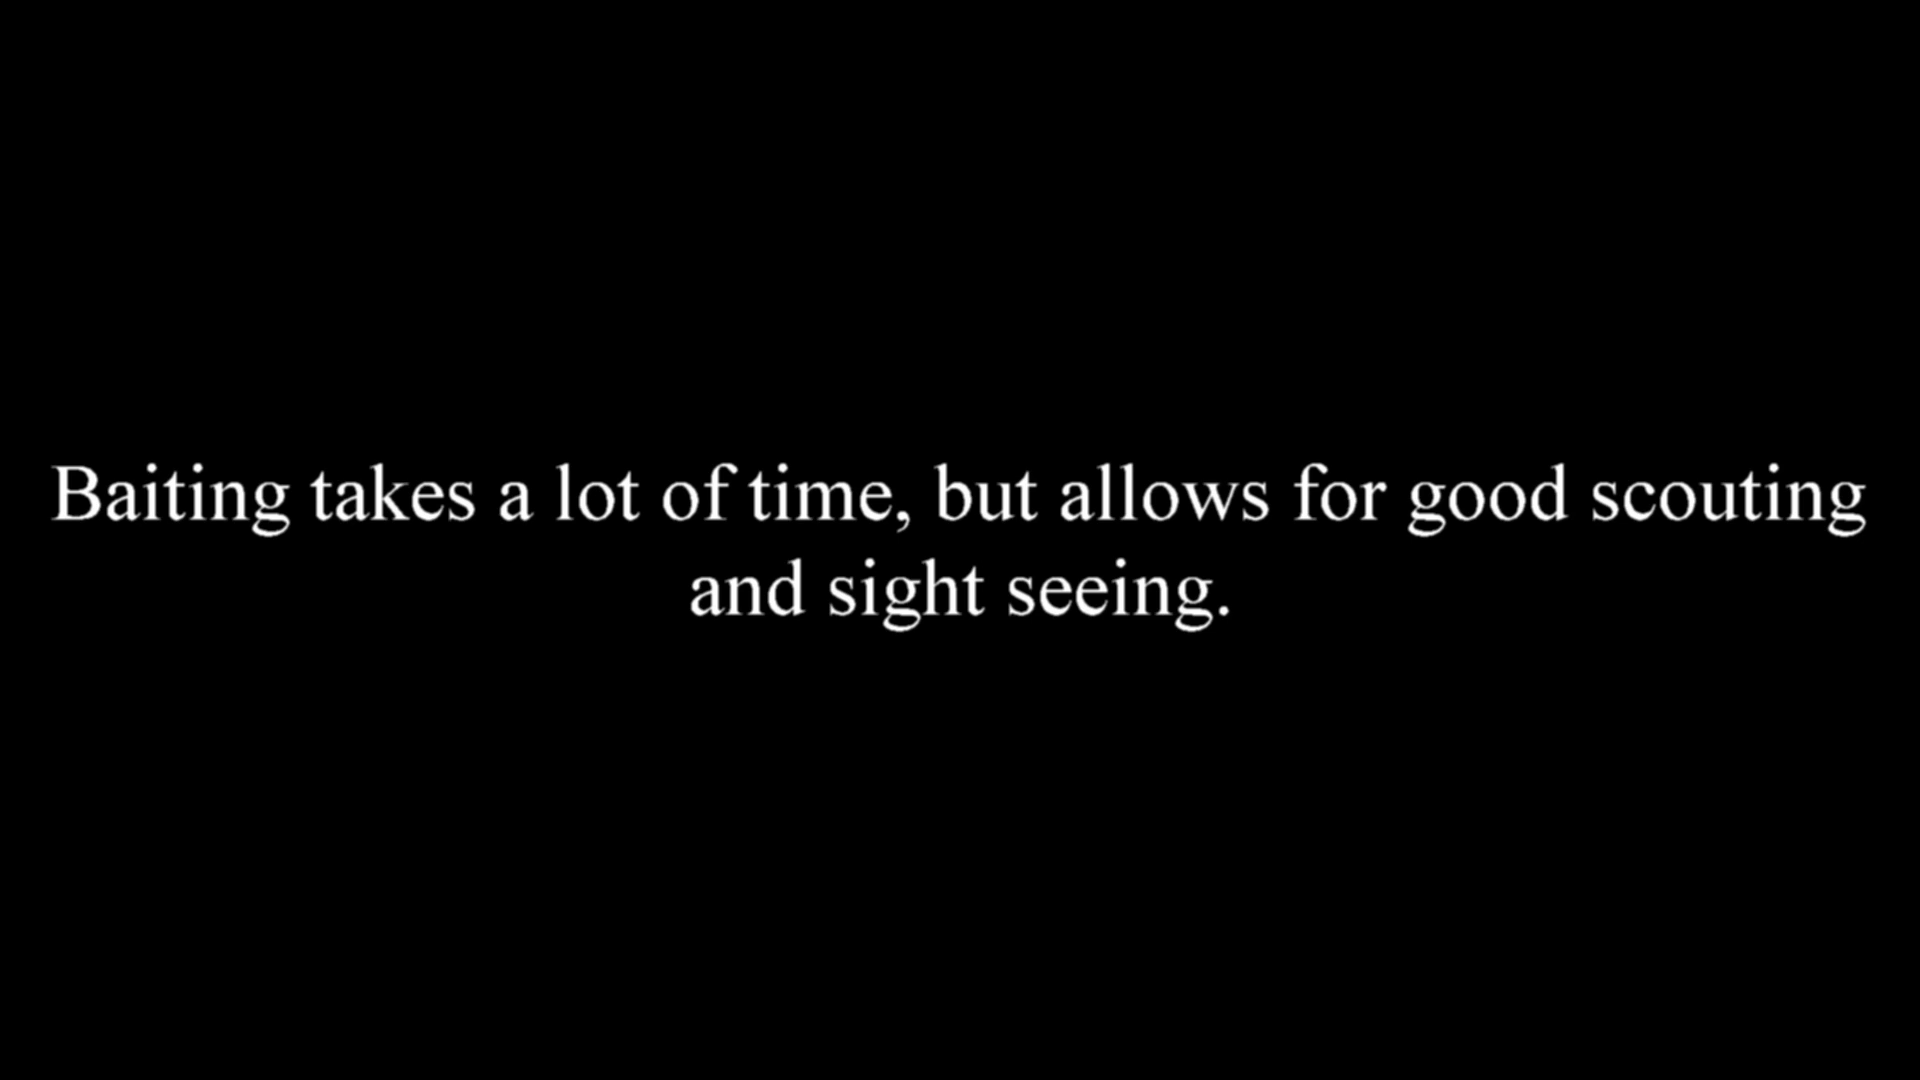 Baiting takes a lot of time, but allows for good scouting
and sight seeing.